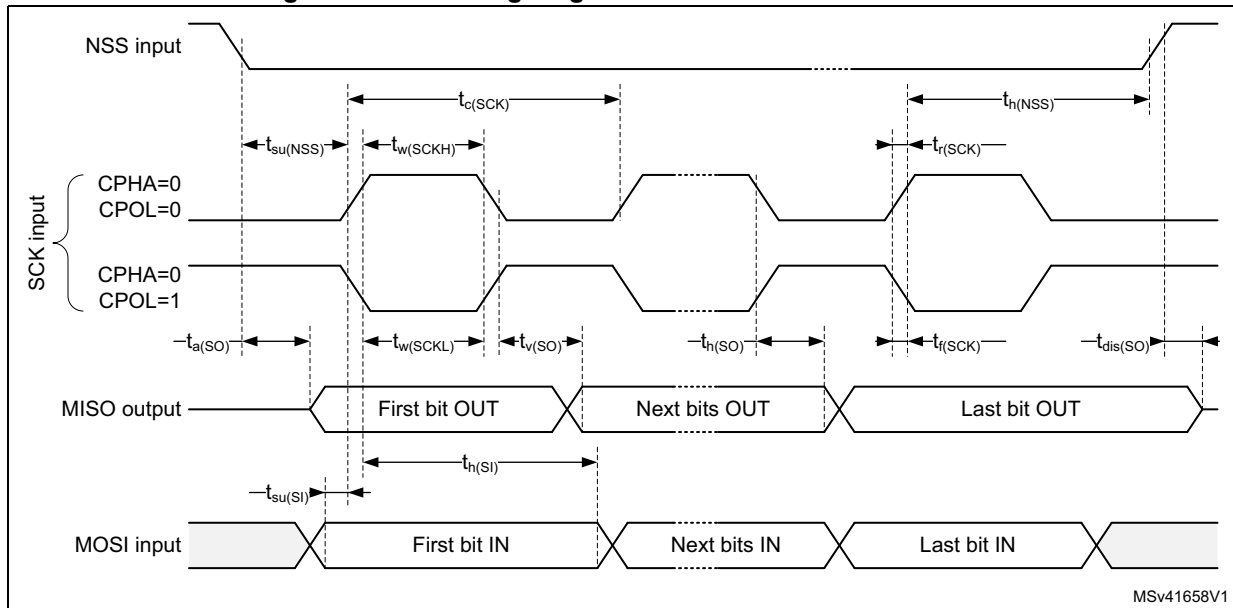 NSS input
tc(SCK)
th(NSS)
tsu(NSS)
tw(SCKH)
tr(SCK)
SCK input
CPHA=0
CPOL=0
CPHA=0
CPOL=1
ta(SO)
tw(SCKL)
tv(SO)
th(SO)
tf(SCK)
tdis(SO)
MISO output
First bit OUT
Next bits OUT
Last bit OUT
th(SI)
tsu(SI)
MOSI input
First bit IN
Next bits IN
Last bit IN
MSv41658V1